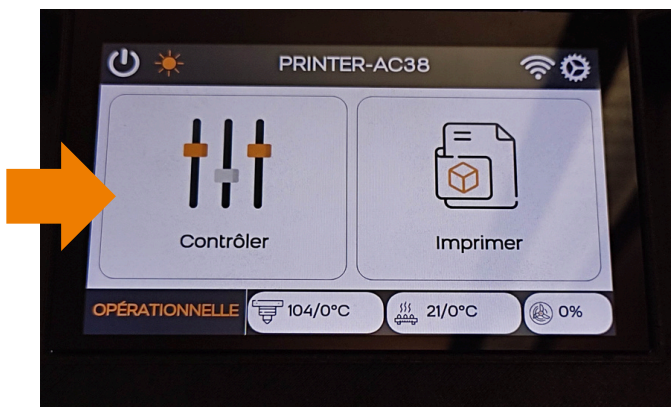 PRINTER-AC38
Contrôler
Imprimer
OPÉRATIONNELLE
104/0°C
21/0°C
0%